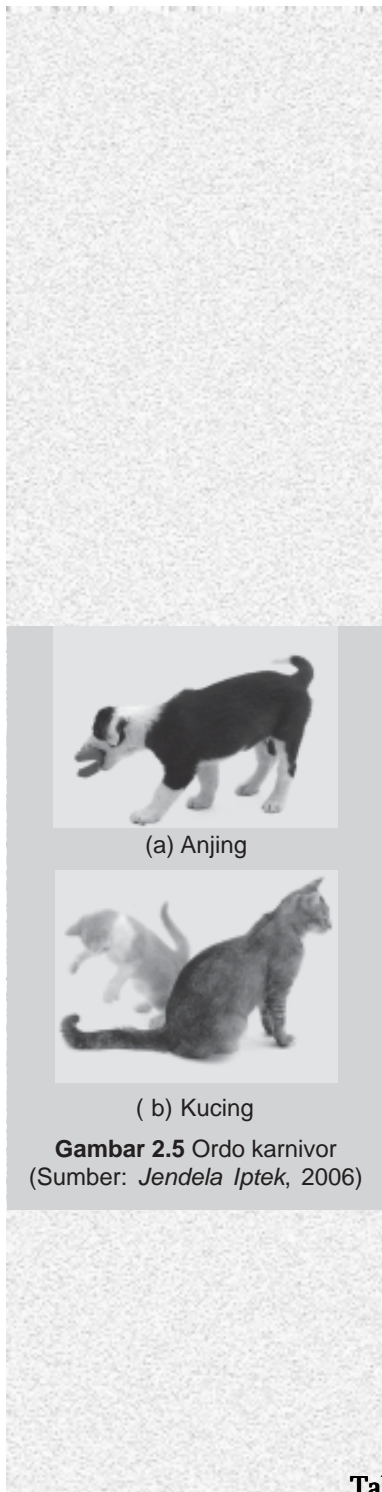 (a) Anjing
( b) Kucing
Gambar 2.5 Ordo karnivor
(Sumber: Jendela Iptek, 2006)